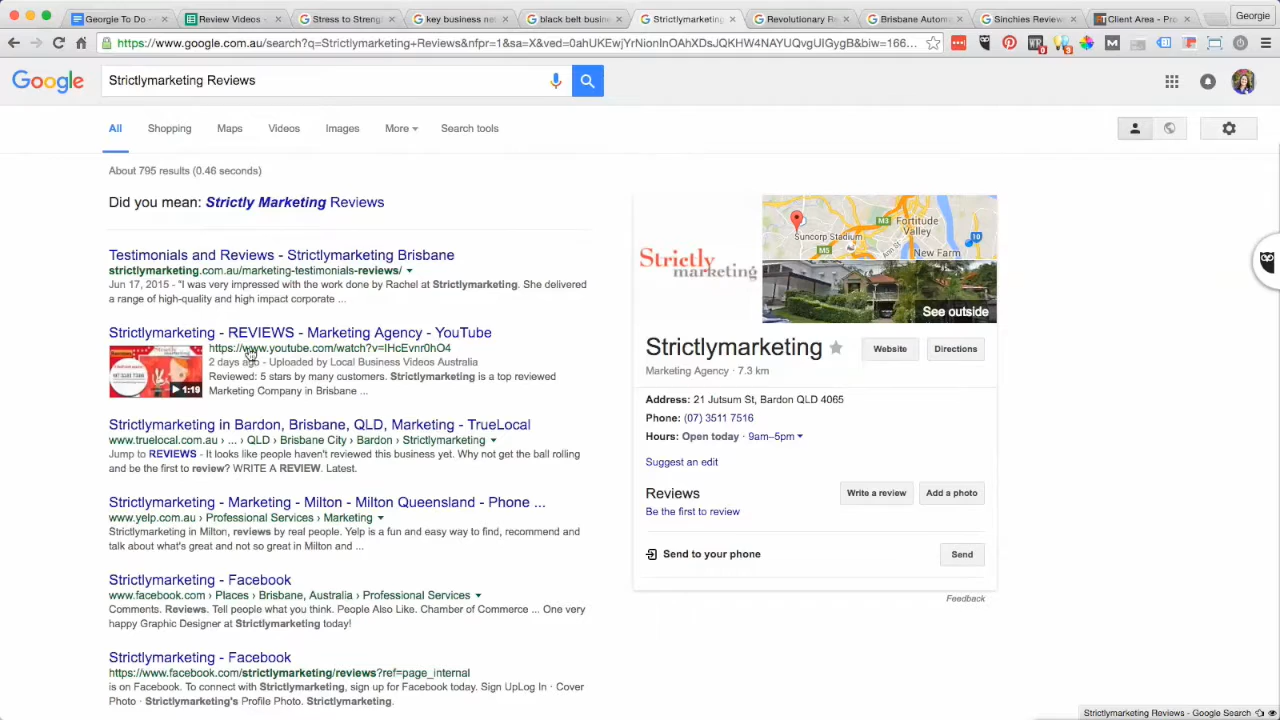 Georgie To Do -
Review Videos -
Stress to Streng
key business ne
black belt busin
Strictlymarketing
Revolutionary R
Brisbane Autom
Sinchies Review
Client Area - Pro
Georgie
https://www.google.com.au/search?q=Strictlymarketing+Reviews&nfpr=1&sa=X&ved=0ahUKEwjYrNionInOAhXDsJQKHW4NAYUQvgUIGygB&biw=166...
Google
Strictlymarketing Reviews
All
Shopping
Maps
Videos
Images
More
Search tools
About 795 results (0.46 seconds)
Did you mean: Strictly Marketing Reviews
Testimonials and Reviews - Strictlymarketing Brisbane
strictlymarketing.com.au/marketing-testimonials-reviews/
Jun 17, 2015 - "I was very impressed with the work done by Rachel at Strictlymarketing. She delivered
a range of high-quality and high impact corporate ...
Strictlymarketing - REVIEWS - Marketing Agency - YouTube
https://www.youtube.com/watch?v=IHcEvnr0hO4
2 days ago - Uploaded by Local Business Videos Australia
Reviewed: 5 stars by many customers. Strictlymarketing is a top reviewed
Marketing Company in Brisbane ...
1:19
Strictlymarketing in Bardon, Brisbane, QLD, Marketing - TrueLocal
www.truelocal.com.au › ... › QLD › Brisbane City › Bardon › Strictlymarketing
Jump to REVIEWS - It looks like people haven't reviewed this business yet. Why not get the ball rolling
and be the first to review? WRITE A REVIEW. Latest.
Strictlymarketing - Marketing - Milton - Milton Queensland - Phone ...
www.yelp.com.au › Professional Services › Marketing
Strictlymarketing in Milton, reviews by real people. Yelp is a fun and easy way to find, recommend and
talk about what's great and not so great in Milton and ...
Strictlymarketing - Facebook
www.facebook.com › Places › Brisbane, Australia › Professional Services
Comments. Reviews. Tell people what you think. People Also Like. Chamber of Commerce ... One very
happy Graphic Designer at Strictlymarketing today!
Strictlymarketing - Facebook
https://www.facebook.com/strictlymarketing/reviews?ref=page_internal
is on Facebook. To connect with Strictlymarketing, sign up for Facebook today. Sign UpLog In · Cover
Photo · Strictlymarketing's Profile Photo. Strictlymarketing.
Strictly
marketing
Suncorp Stadium
Fortitude
Valley
New Farm
M3
M3
10
See outside
Strictlymarketing
Website
Directions
Marketing Agency · 7.3 km
Address: 21 Jutsum St, Bardon QLD 4065
Phone: (07) 3511 7516
Hours: Open today · 9am–5pm
Suggest an edit
Reviews
Write a review
Add a photo
Be the first to review
Send to your phone
Send
Feedback
Strictlymarketing Reviews - Google Search